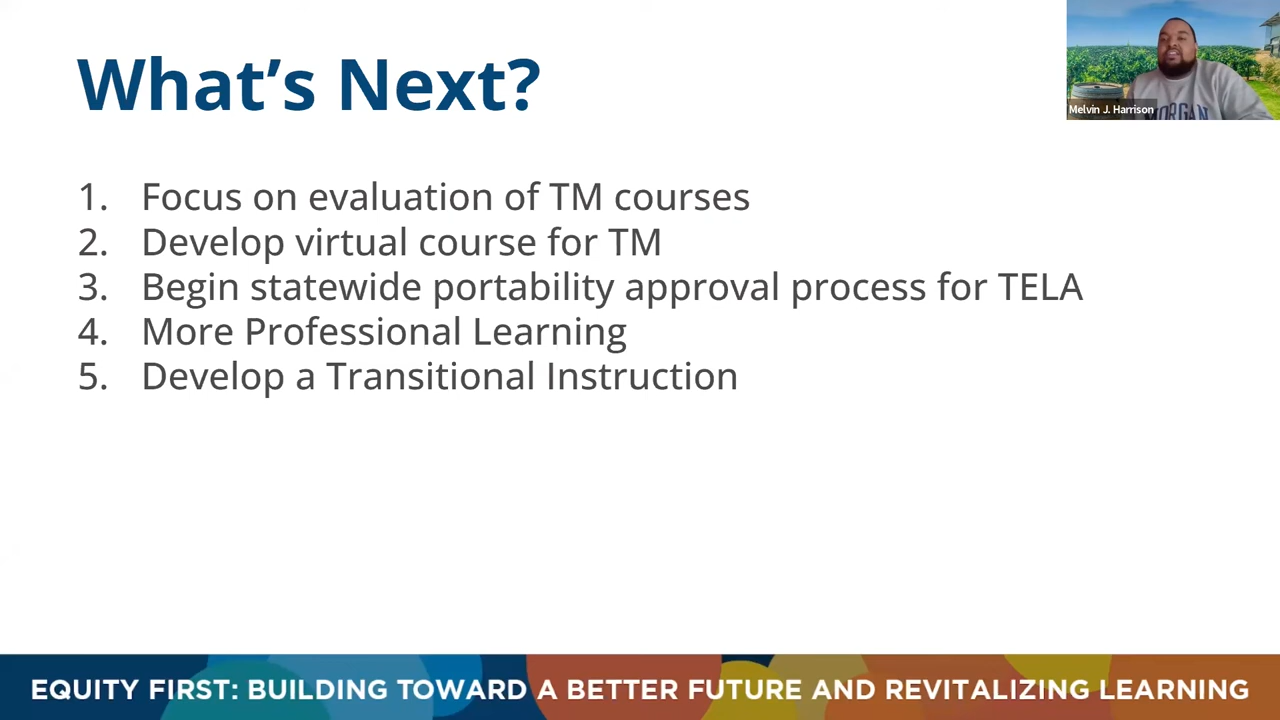 What’s Next?
Melvin J. Harrison
MORGAN
1. Focus on evaluation of TM courses
2. Develop virtual course for TM
3. Begin statewide portability approval process for TELA
4. More Professional Learning
5. Develop a Transitional Instruction
EQUITY FIRST: BUILDING TOWARD A BETTER FUTURE AND REVITALIZING LEARNING